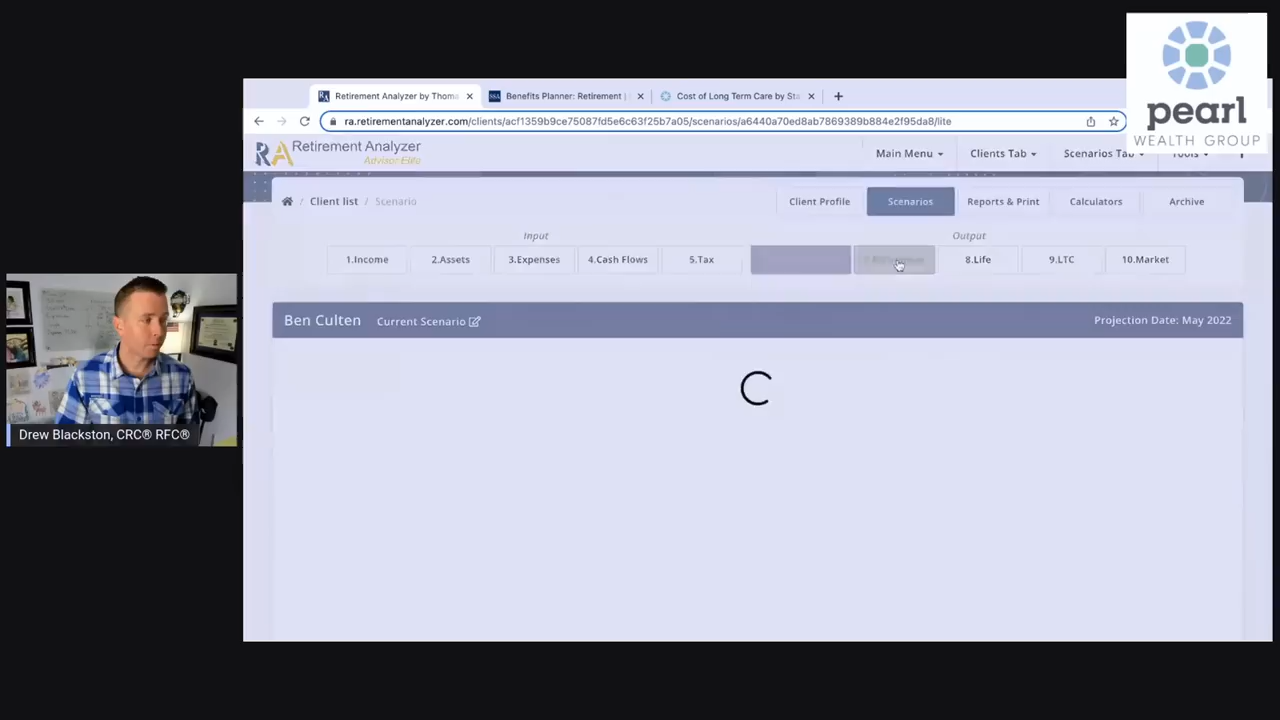 pearl
WEALTH GROUP
Retirement Analyzer by Thoma
Benefits Planner: Retirement |
Cost of Long Term Care by Sta
ra.retirementanalyzer.com/clients/acf1359b9ce75087fd5e6c63f25b7a05/scenarios/a6440a70ed8ab7869389b884e2f95da8/lite
RA Retirement Analyzer
Advisor Elite
Main Menu
Clients Tab
Scenarios Tab
Tools
Client list / Scenario
Client Profile
Scenarios
Reports & Print
Calculators
Archive
Input
Output
1.Income
2.Assets
3.Expenses
4.Cash Flows
5.Tax
8.Life
9.LTC
10.Market
Ben Culten
Current Scenario
Projection Date: May 2022
Drew Blackston, CRC® RFC®